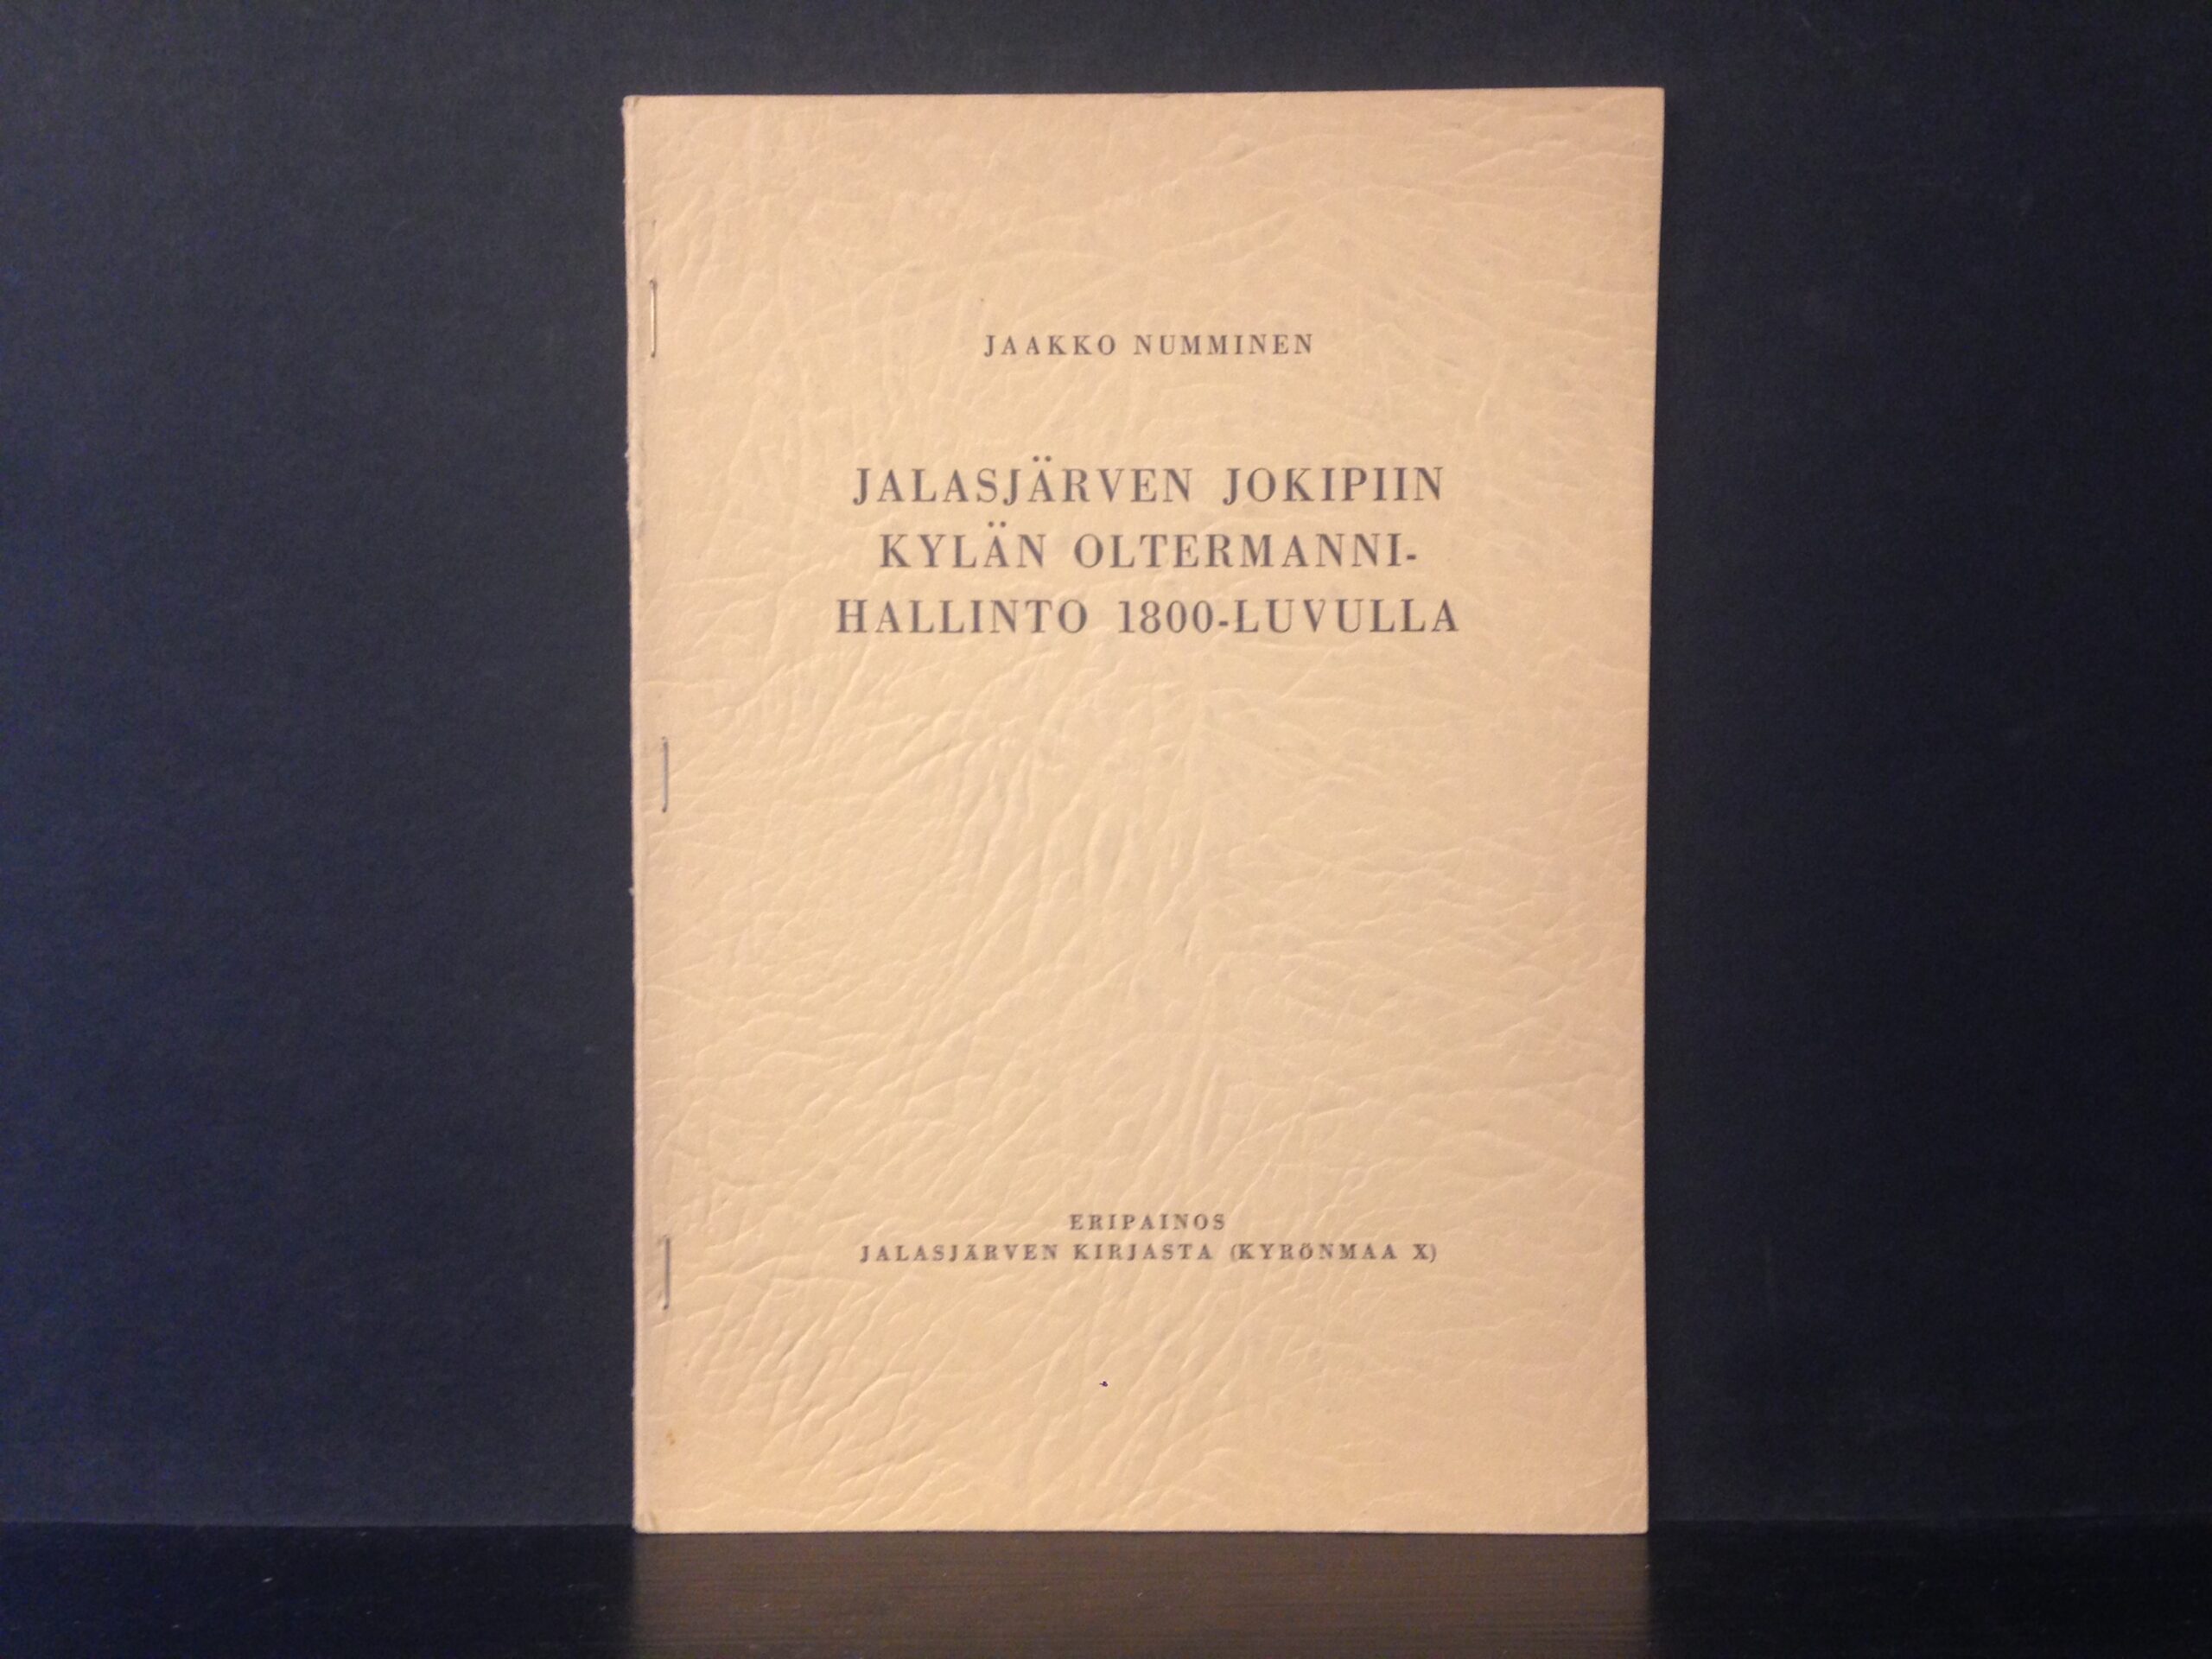 JAAKKO NUMMINEN
JALASJÄRVEN JOKIPIIN
KYLÄN OLTERMANNI-
HALLINTO 1800-LUVULLA
ERIPAINOS
JALASJÄRVEN KIRJASTA (KYRÖNMAA X)